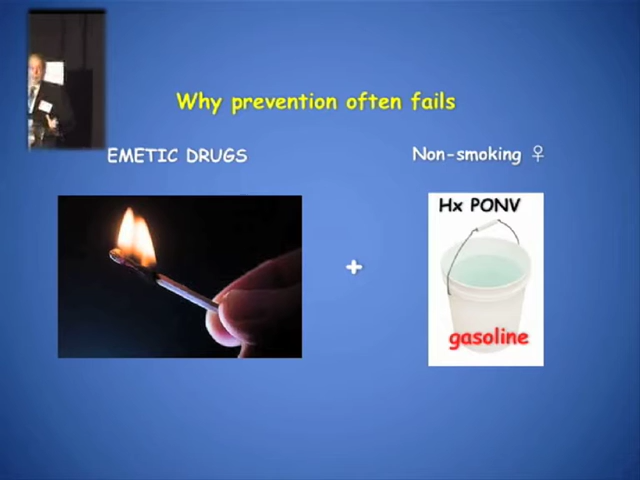 Why prevention often fails
EMETIC DRUGS
Non-smoking ♀
Hx PONV
+
gasoline